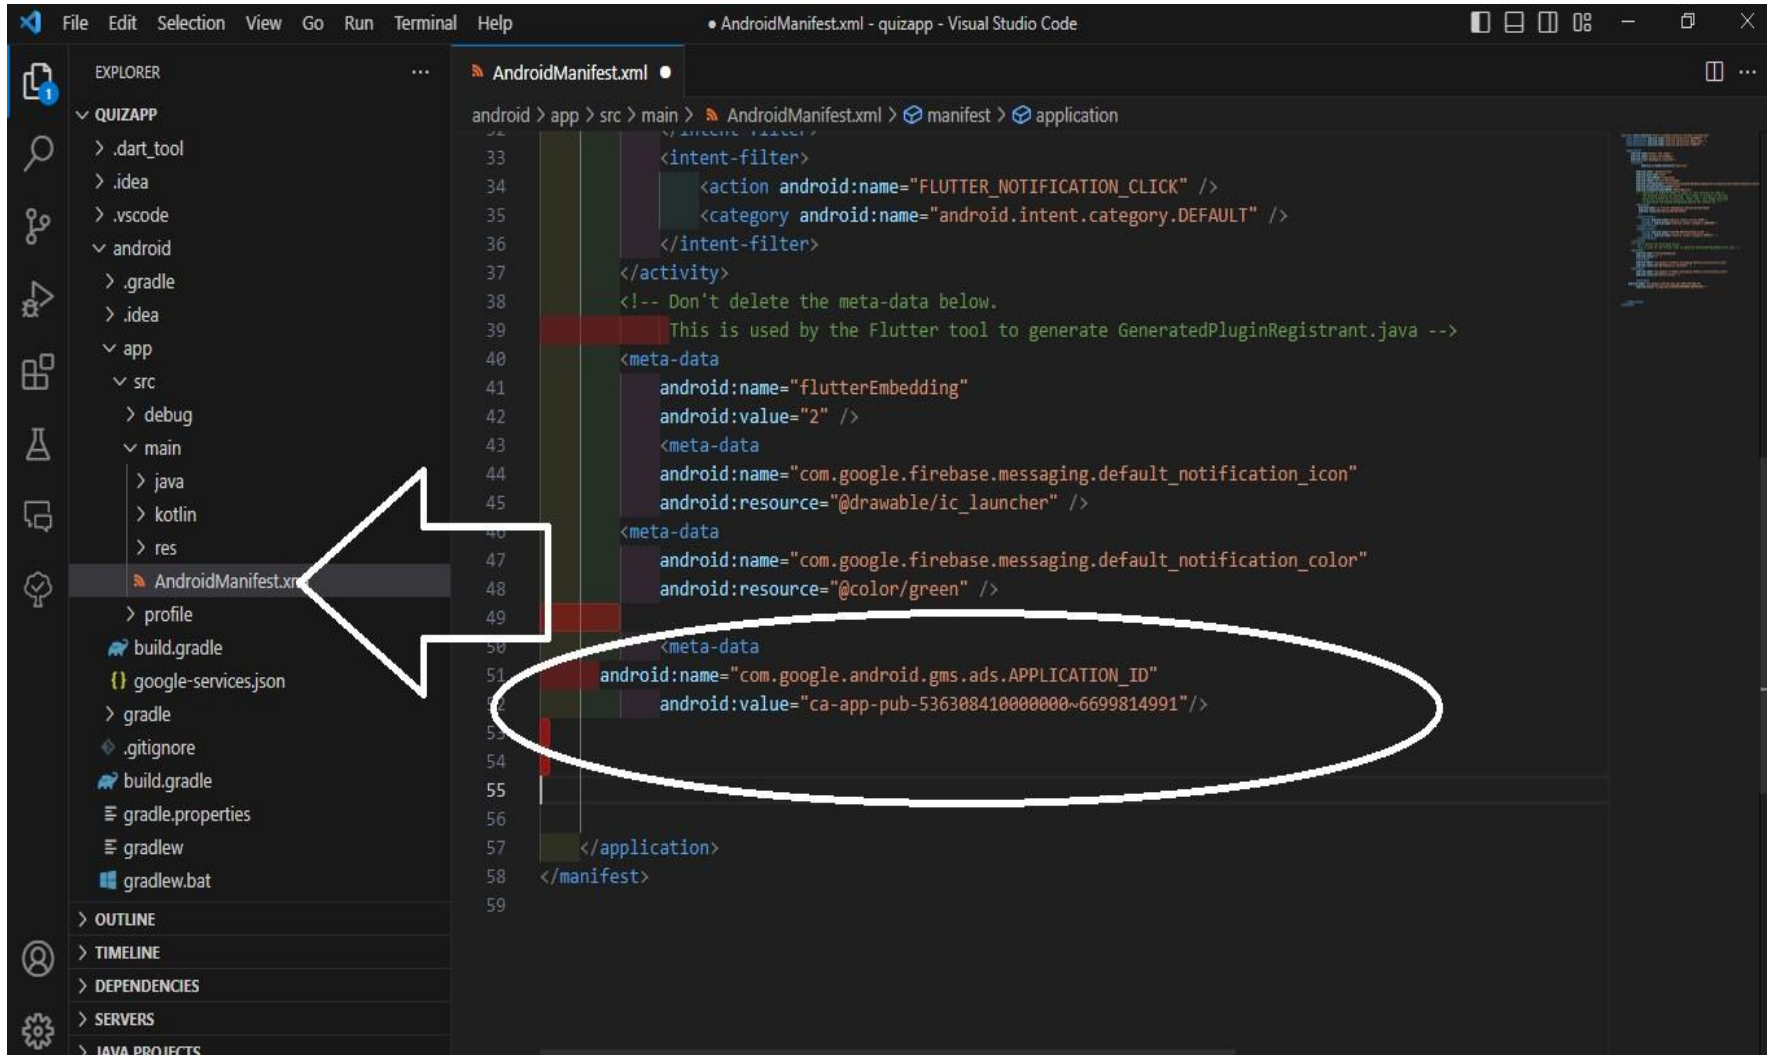 File Edit Selection View Go Run Terminal Help
● AndroidManifest.xml - quizapp - Visual Studio Code
EXPLORER
1
QUIZAPP
.dart_tool
.idea
.vscode
android
.gradle
.idea
app
src
debug
main
java
kotlin
res
AndroidManifest.xml
profile
build.gradle
{} google-services.json
gradle
.gitignore
build.gradle
gradle.properties
gradlew
gradlew.bat
OUTLINE
TIMELINE
DEPENDENCIES
SERVERS
JAVA PROJECTS
AndroidManifest.xml ●
android > app > src > main > AndroidManifest.xml > manifest > application
32 </intent-filter>
33 <intent-filter>
34 <action android:name="FLUTTER_NOTIFICATION_CLICK" />
35 <category android:name="android.intent.category.DEFAULT" />
36 </intent-filter>
37 </activity>
38 <!-- Don't delete the meta-data below.
39 This is used by the Flutter tool to generate GeneratedPluginRegistrant.java -->
40 <meta-data
41 android:name="flutterEmbedding"
42 android:value="2" />
43 <meta-data
44 android:name="com.google.firebase.messaging.default_notification_icon"
45 android:resource="@drawable/ic_launcher" />
46 <meta-data
47 android:name="com.google.firebase.messaging.default_notification_color"
48 android:resource="@color/green" />
49
50 <meta-data
51 android:name="com.google.android.gms.ads.APPLICATION_ID"
52 android:value="ca-app-pub-536308410000000~6699814991"/>
53
54
55
56
57 </application>
58 </manifest>
59